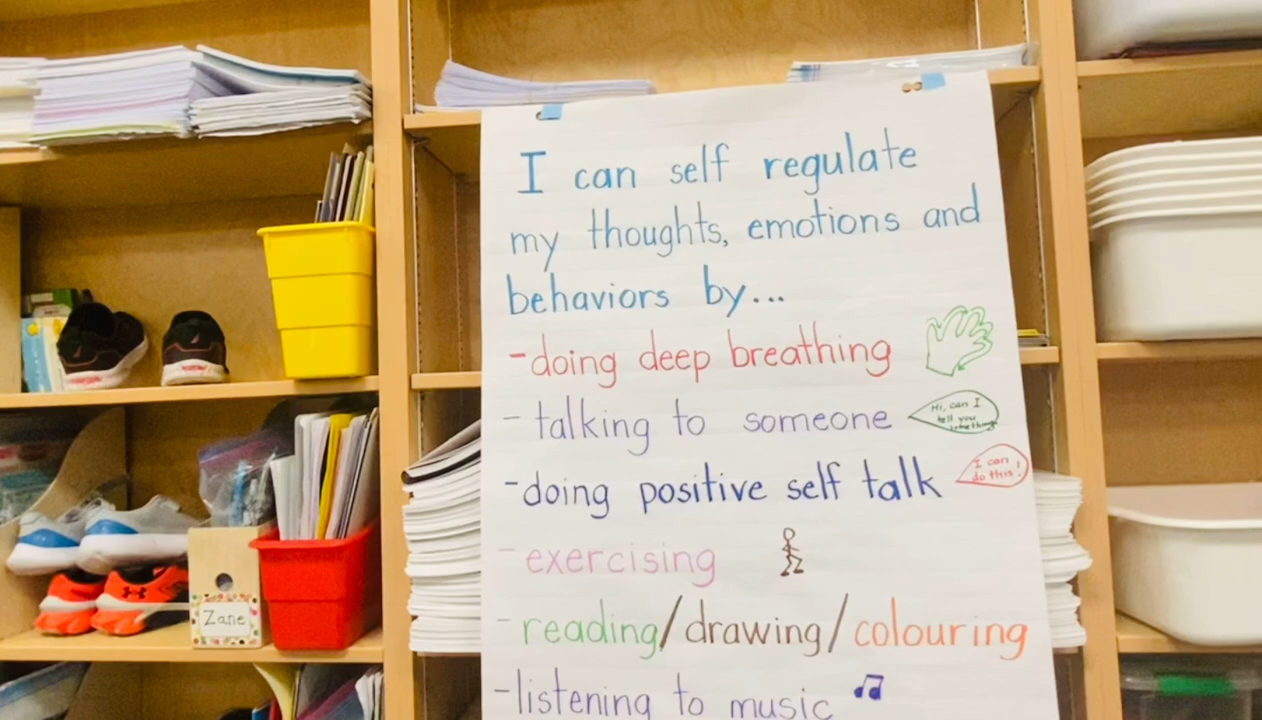 I can self regulate
my thoughts, emotions and
behaviors by...
-doing deep breathing
- talking to someone
Hi, can I
tell you
something
-doing positive self talk
I can
do this!
-exercising
-reading/drawing/colouring
-listening to music
Zane